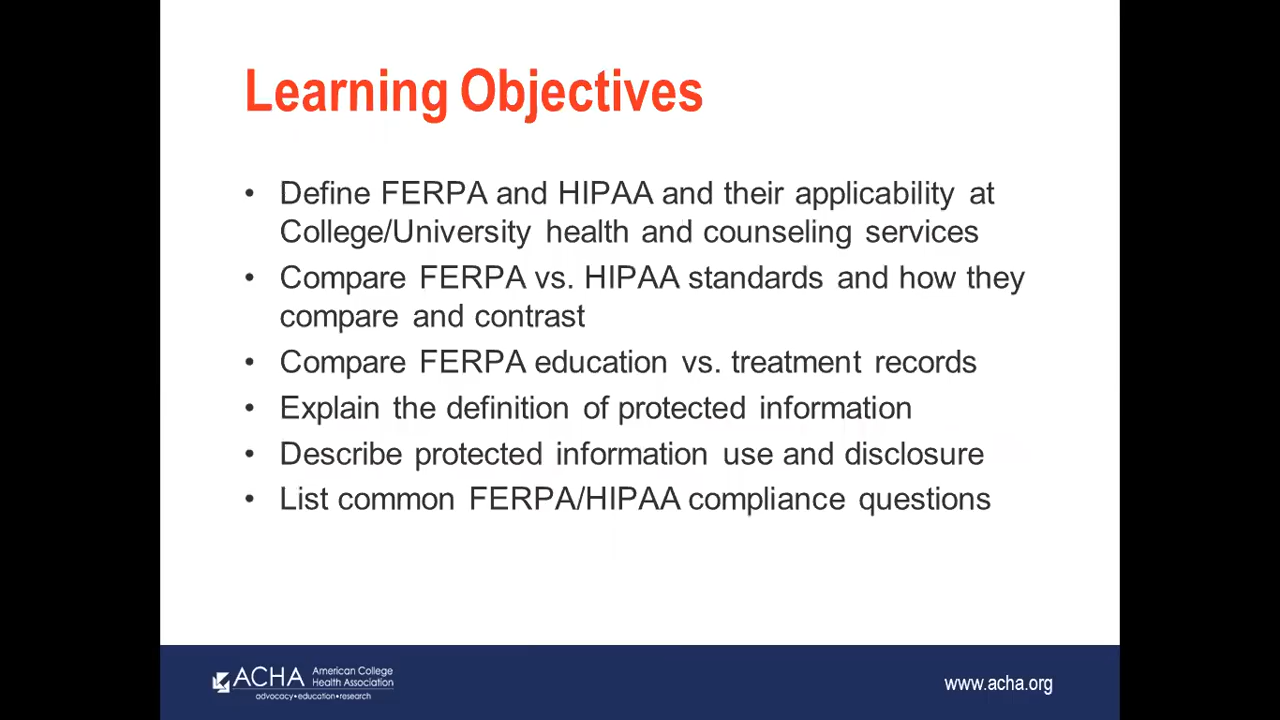 Learning Objectives
• Define FERPA and HIPAA and their applicability at
College/University health and counseling services
• Compare FERPA vs. HIPAA standards and how they
compare and contrast
• Compare FERPA education vs. treatment records
• Explain the definition of protected information
• Describe protected information use and disclosure
• List common FERPA/HIPAA compliance questions
ACHA American College
Health Association
advocacy•education•research
www.acha.org